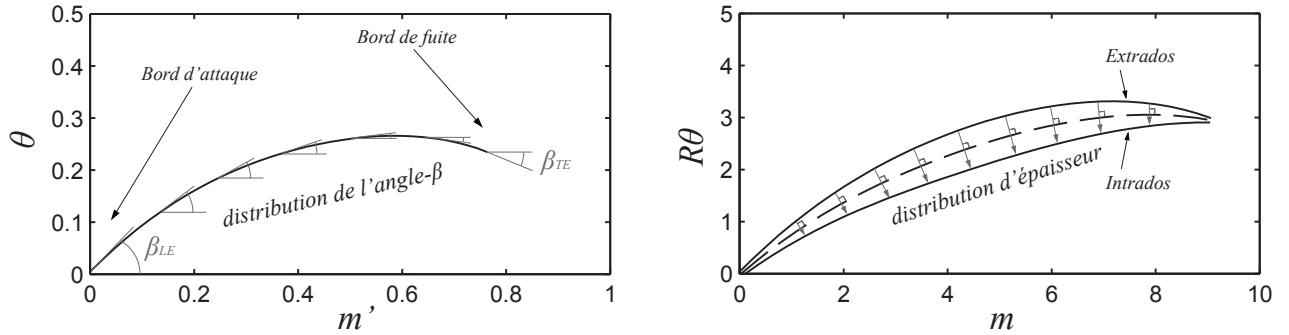 0.5
0.4
0.3
0.2
0.1
0
θ
Bord d'attaque
Bord de fuite
distribution de l'angle-β
βLE
βTE
0 0.2 0.4 0.6 0.8 1
m'
5
4
3
2
1
0
Rθ
Extrados
Intrados
distribution d'épaisseur
0 2 4 6 8 10
m